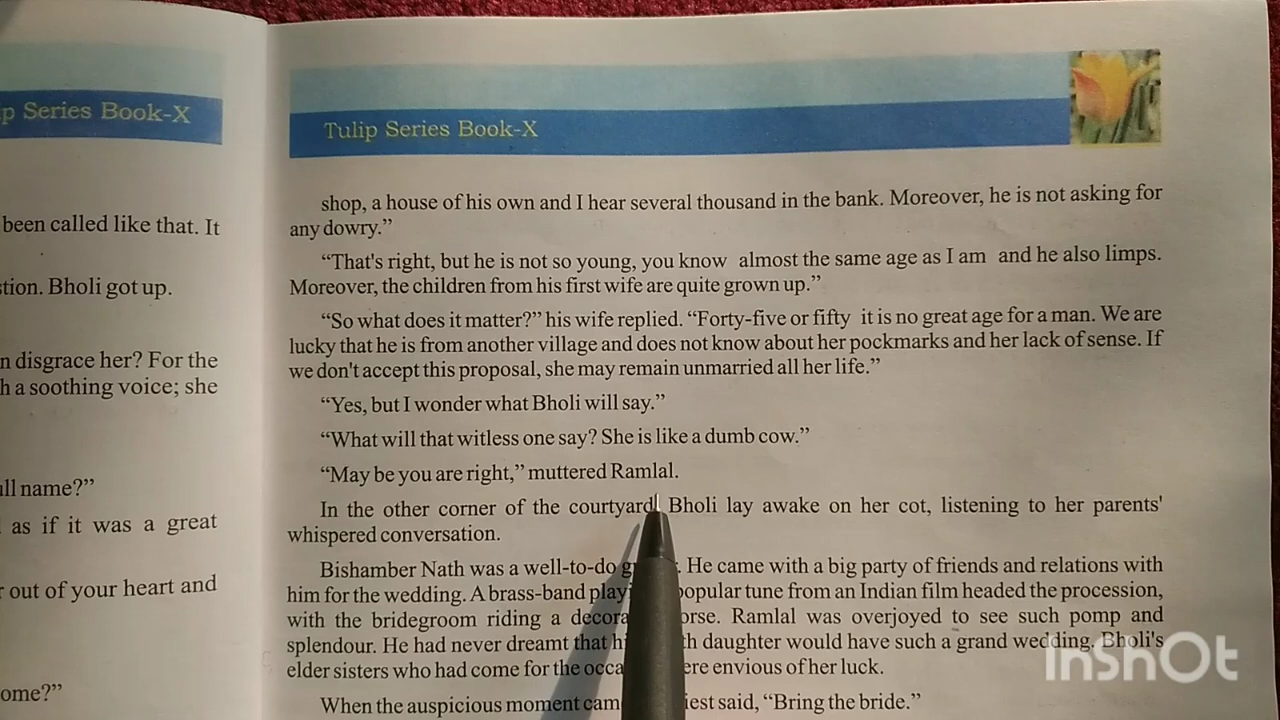 p Series Book-X
been called like that. It
stion. Bholi got up.
n disgrace her? For the
h a soothing voice; she
ull name?”
as if it was a great
r out of your heart and
ome?”
Tulip Series Book-X
shop, a house of his own and I hear several thousand in the bank. Moreover, he is not asking for
any dowry.”
“That's right, but he is not so young, you know almost the same age as I am and he also limps.
Moreover, the children from his first wife are quite grown up.”
“So what does it matter?” his wife replied. “Forty-five or fifty it is no great age for a man. We are
lucky that he is from another village and does not know about her pockmarks and her lack of sense. If
we don't accept this proposal, she may remain unmarried all her life.”
“Yes, but I wonder what Bholi will say.”
“What will that witless one say? She is like a dumb cow.”
“May be you are right,” muttered Ramlal.
In the other corner of the courtyard Bholi lay awake on her cot, listening to her parents'
whispered conversation.
Bishamber Nath was a well-to-do He came with a big party of friends and relations with
him for the wedding. A brass-band popular tune from an Indian film headed the procession,
with the bridegroom riding a Ramlal was overjoyed to see such pomp and
splendour. He had never dreamt that daughter would have such a grand wedding. Bholi's
elder sisters who had come for the were envious of her luck.
When the auspicious moment said, “Bring the bride.”
InShOt